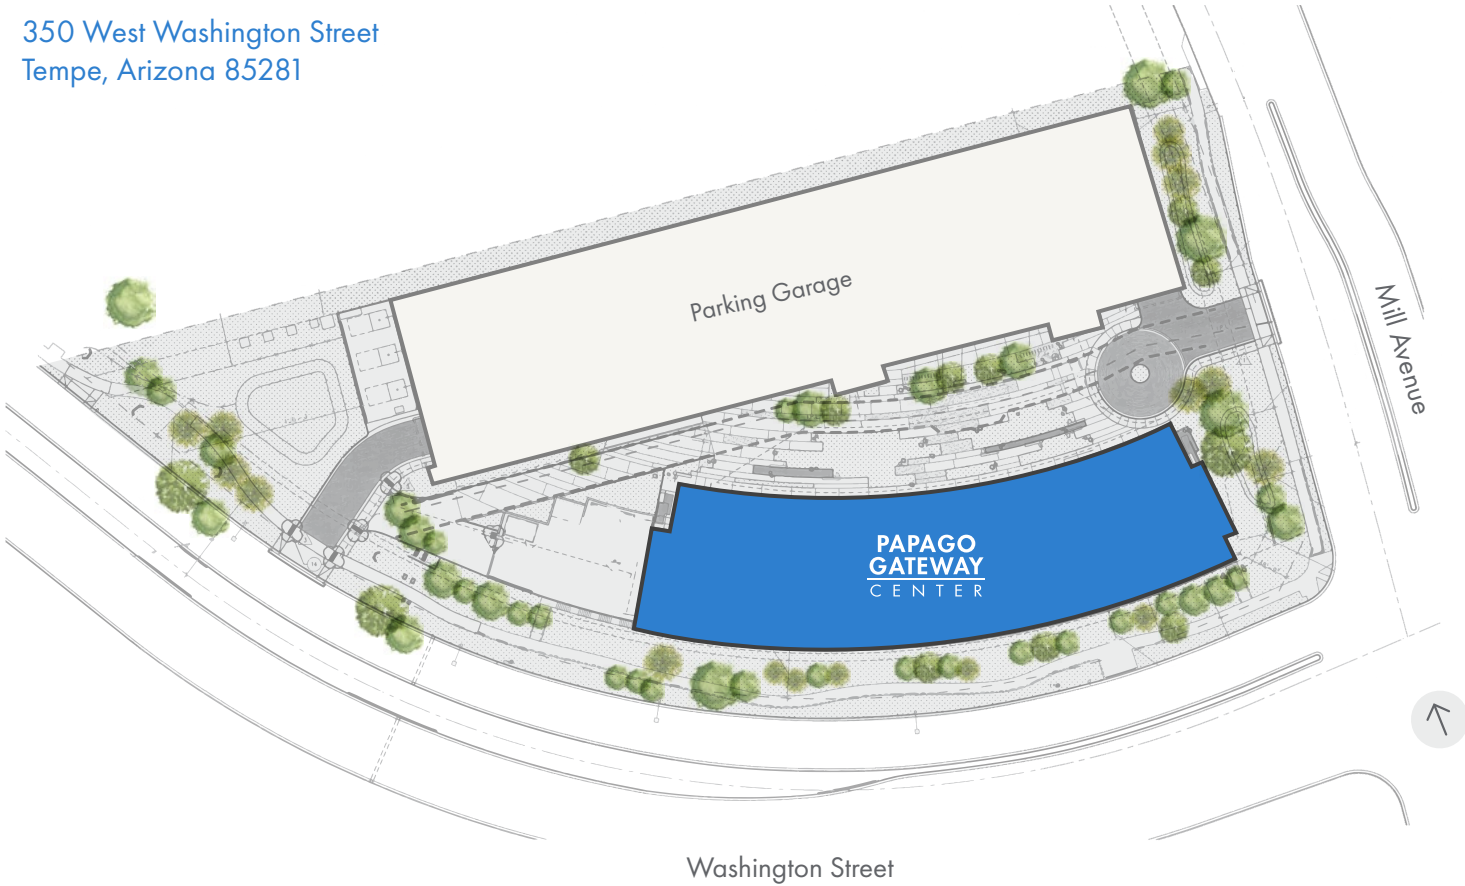 350 West Washington Street
Tempe, Arizona 85281
Parking Garage
Mill Avenue
PAPAGO
GATEWAY
CENTER
Washington Street